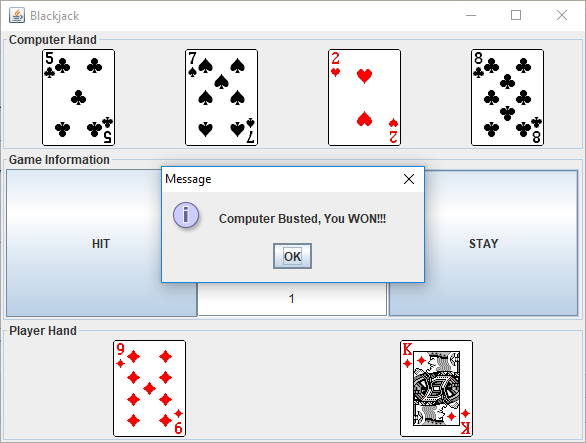 Blackjack
Computer Hand
5 7 2 8
5 7 2 8
Game Information
Message
Computer Busted, You WON!!!
HIT
STAY
OK
1
Player Hand
9 K
9 K